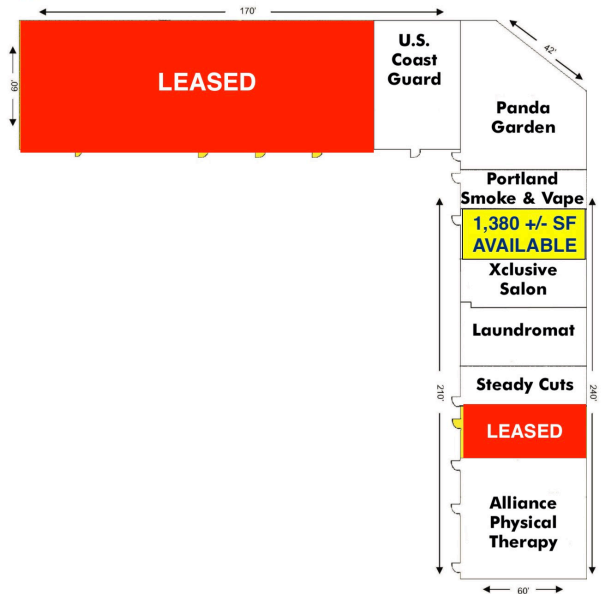 170'
60'
LEASED
U.S.
Coast
Guard
42'
Panda
Garden
Portland
Smoke & Vape
1,380 +/- SF
AVAILABLE
Xclusive
Salon
Laundromat
210'
Steady Cuts
240'
LEASED
Alliance
Physical
Therapy
60'